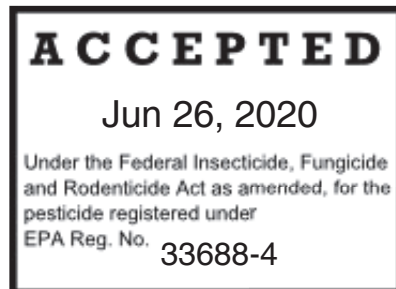 ACCEPTED
Jun 26, 2020
Under the Federal Insecticide, Fungicide
and Rodenticide Act as amended, for the
pesticide registered under
EPA Reg. No. 33688-4